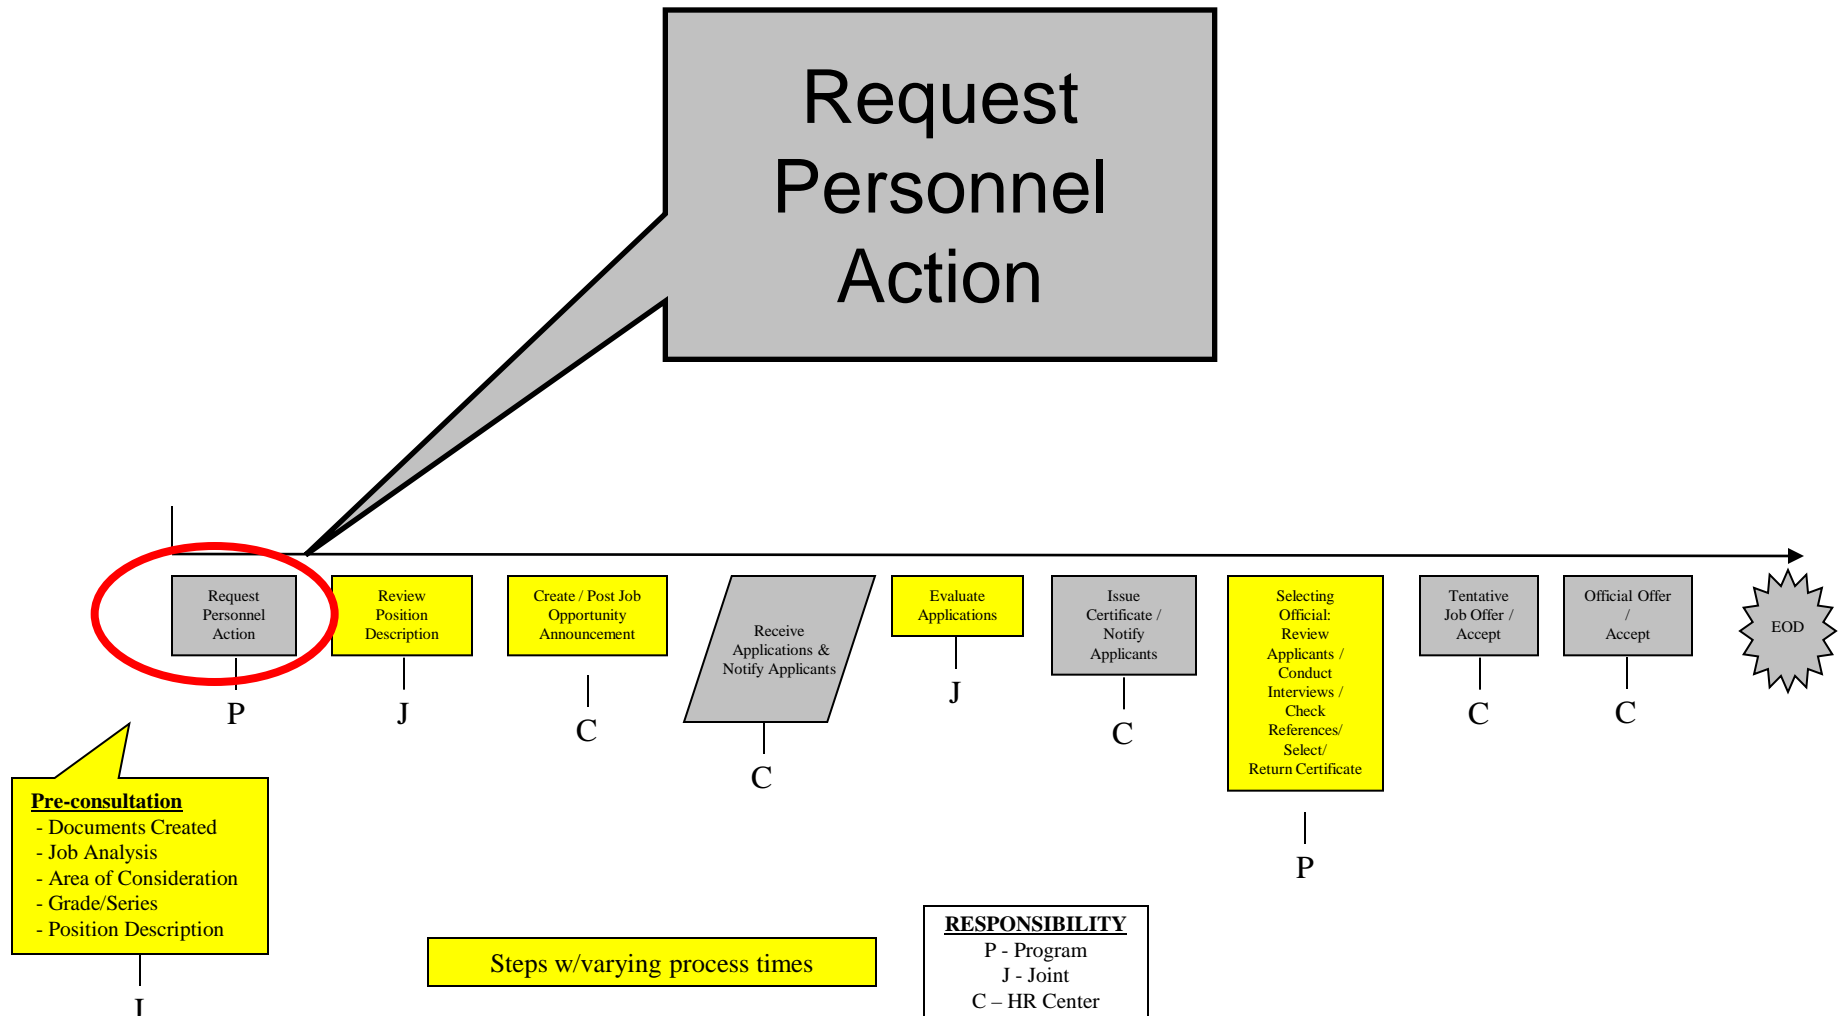 Request
Personnel
Action
Request
Personnel
Action
P
Review
Position
Description
J
Create / Post Job
Opportunity
Announcement
C
Receive
Applications &
Notify Applicants
C
Evaluate
Applications
J
Issue
Certificate /
Notify
Applicants
C
Selecting
Official:
Review
Applicants /
Conduct
Interviews /
Check
References/
Select/
Return Certificate
P
Tentative
Job Offer /
Accept
C
Official Offer
/
Accept
C
EOD
Pre-consultation
- Documents Created
- Job Analysis
- Area of Consideration
- Grade/Series
- Position Description
J
Steps w/varying process times
RESPONSIBILITY
P - Program
J - Joint
C – HR Center